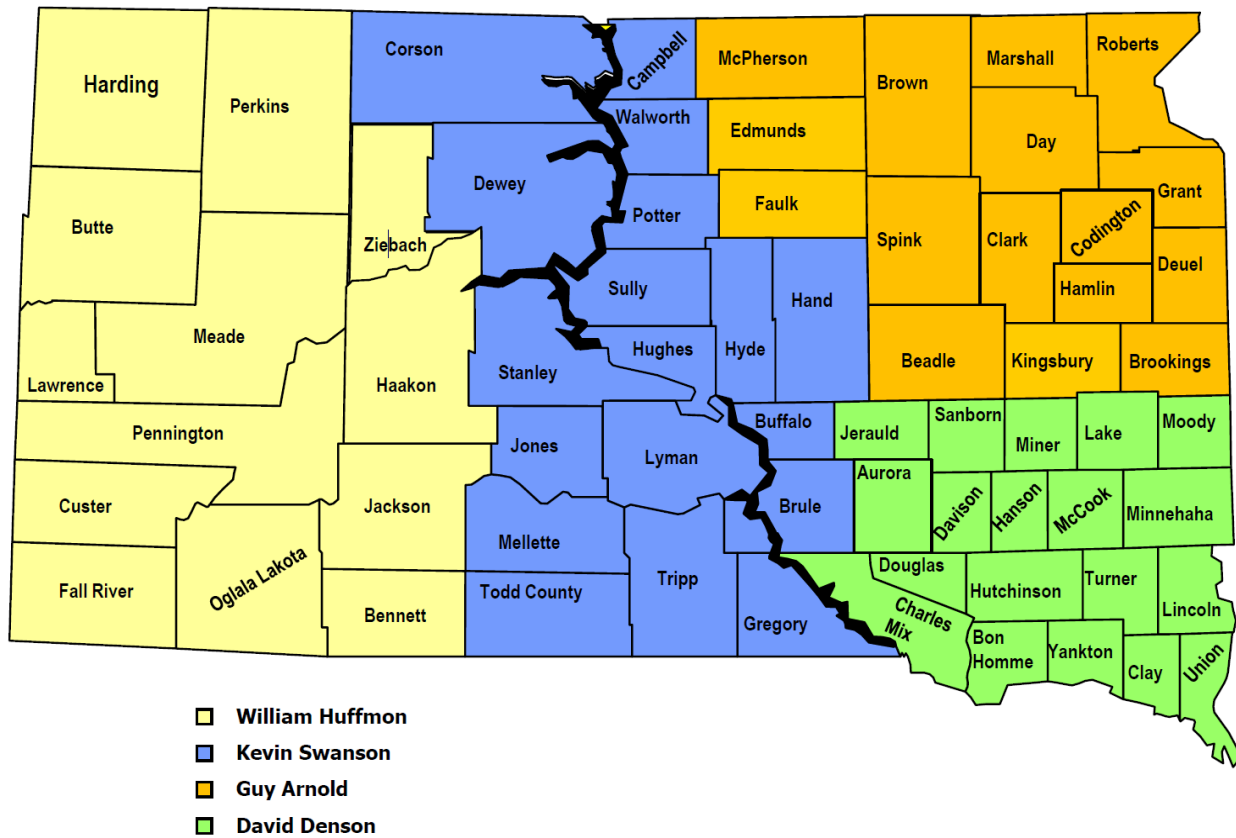 Harding
Perkins
Corson
Campbell
McPherson
Brown
Marshall
Roberts
Walworth
Edmunds
Day
Dewey
Butte
Ziebach
Potter
Faulk
Spink
Clark
Codington
Grant
Deuel
Hamlin
Sully
Hand
Meade
Lawrence
Haakon
Stanley
Hughes
Hyde
Beadle
Kingsbury
Brookings
Pennington
Jones
Lyman
Buffalo
Jerauld
Sanborn
Miner
Lake
Moody
Custer
Jackson
Mellette
Brule
Aurora
Davison
Hanson
McCook
Minnehaha
Fall River
Oglala Lakota
Bennett
Todd County
Tripp
Gregory
Douglas
Charles
Mix
Hutchinson
Turner
Lincoln
Bon
Homme
Yankton
Clay
Union
William Huffmon
Kevin Swanson
Guy Arnold
David Denson